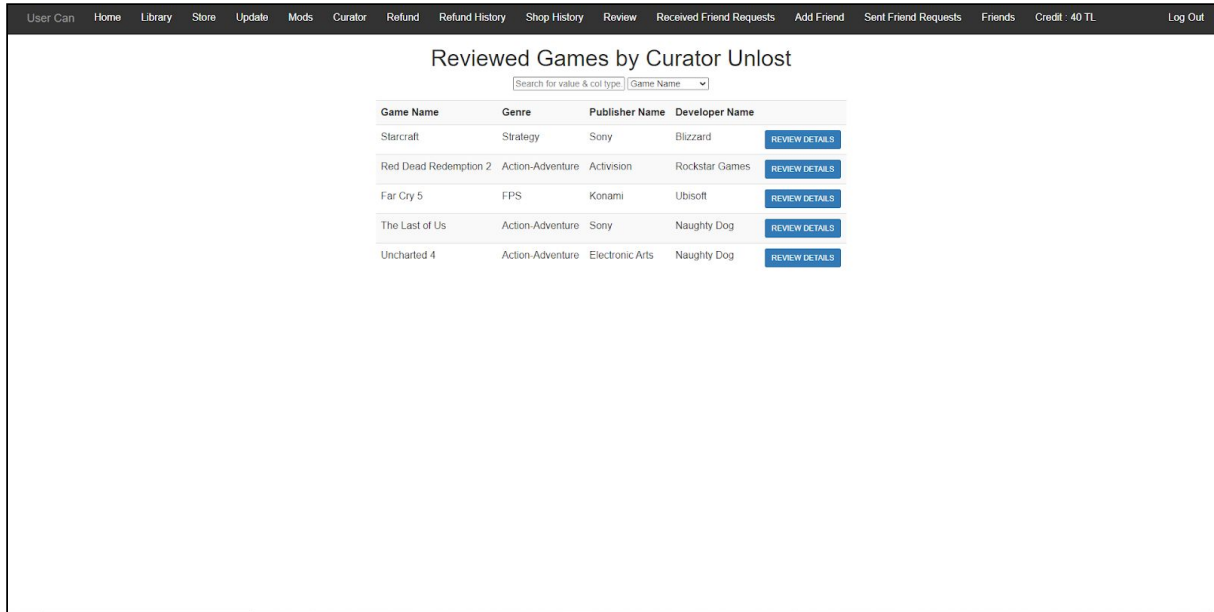 User Can Home Library Store Update Mods Curator Refund Refund History Shop History Review Received Friend Requests Add Friend Sent Friend Requests Friends Credit : 40 TL Log Out
Reviewed Games by Curator Unlost
Search for value & col type Game Name
Game Name Genre Publisher Name Developer Name
Starcraft Strategy Sony Blizzard REVIEW DETAILS
Red Dead Redemption 2 Action-Adventure Activision Rockstar Games REVIEW DETAILS
Far Cry 5 FPS Konami Ubisoft REVIEW DETAILS
The Last of Us Action-Adventure Sony Naughty Dog REVIEW DETAILS
Uncharted 4 Action-Adventure Electronic Arts Naughty Dog REVIEW DETAILS